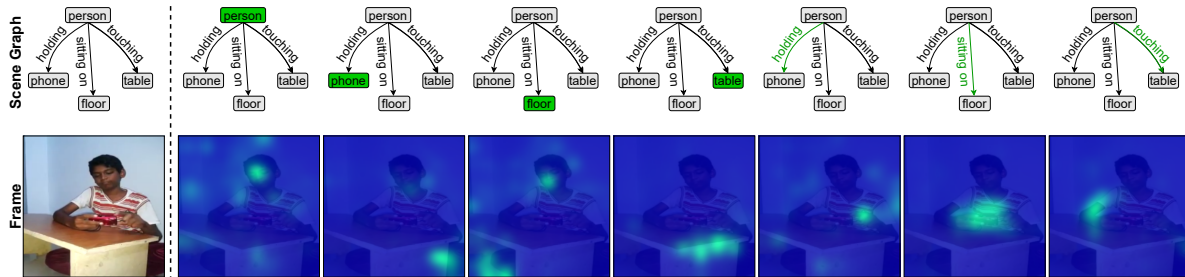 Scene Graph
person person person person person person person person
holding sitting on touching holding sitting on touching holding sitting on touching holding sitting on touching holding sitting on touching holding sitting on touching holding sitting on touching holding sitting on touching
phone table phone table phone table phone table phone table phone table phone table phone table
floor floor floor floor floor floor floor floor
Frame